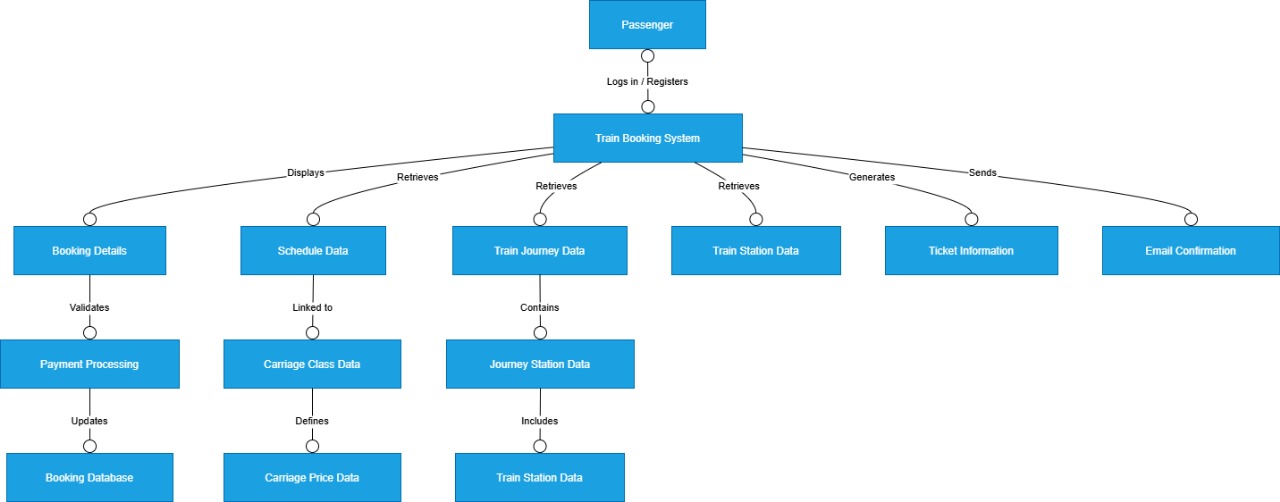 Passenger
Logs in / Registers
Train Booking System
Displays
Retrieves
Retrieves
Retrieves
Generates
Sends
Booking Details
Schedule Data
Train Journey Data
Train Station Data
Ticket Information
Email Confirmation
Validates
Linked to
Contains
Payment Processing
Carriage Class Data
Journey Station Data
Updates
Defines
Includes
Booking Database
Carriage Price Data
Train Station Data